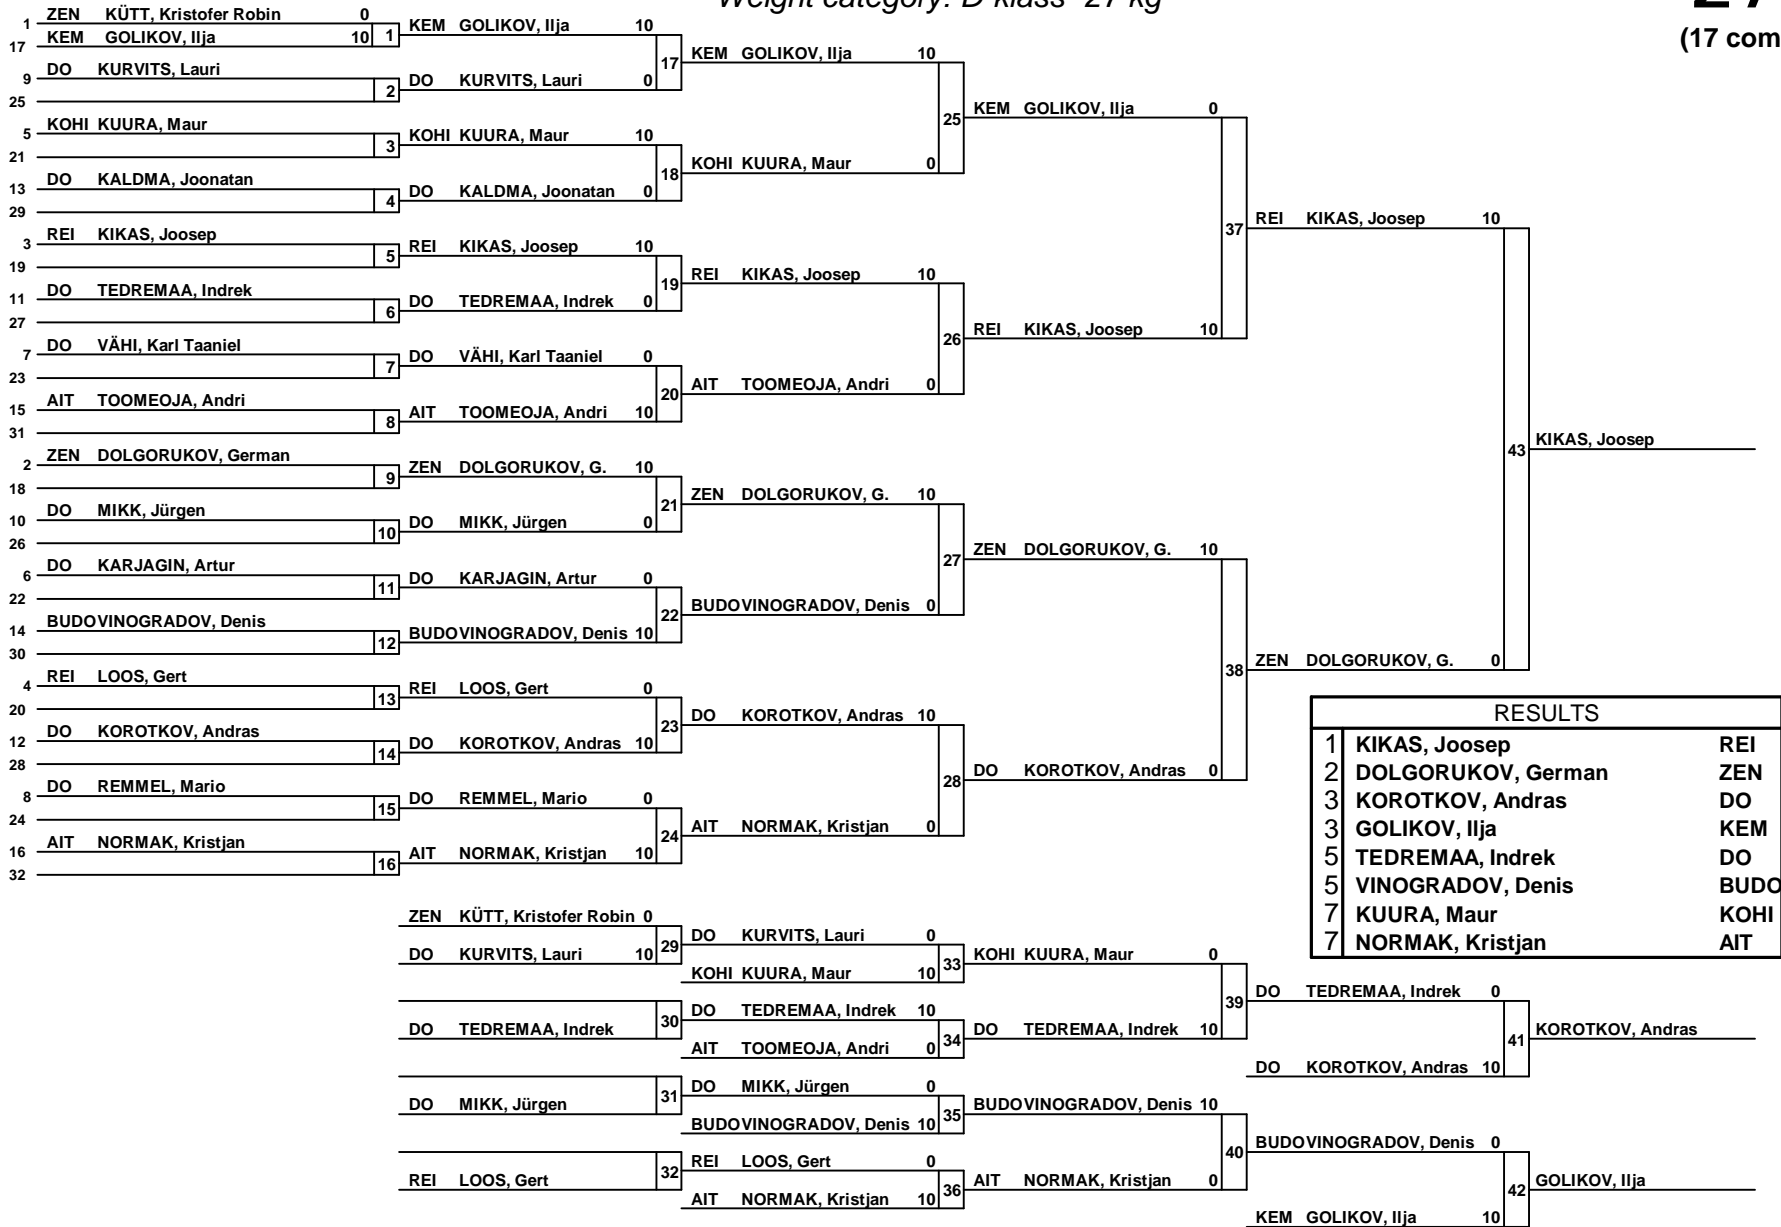 Weight category: D klass -27 kg
(17 com
1 ZEN KÜTT, Kristofer Robin 0
17 KEM GOLIKOV, Ilja 10
1
9 DO KURVITS, Lauri
25
2
5 KOHI KUURA, Maur
21
3
13 DO KALDMA, Joonatan
29
4
3 REI KIKAS, Joosep
19
5
11 DO TEDREMAA, Indrek
27
6
7 DO VÄHI, Karl Taaniel
23
7
15 AIT TOOMEOJA, Andri
31
8
2 ZEN DOLGORUKOV, German
18
9
10 DO MIKK, Jürgen
26
10
6 DO KARJAGIN, Artur
22
11
14 BUDOVINOGRADOV, Denis
30
12
4 REI LOOS, Gert
20
13
12 DO KOROTKOV, Andras
28
14
8 DO REMMEL, Mario
24
15
16 AIT NORMAK, Kristjan
32
16
KEM GOLIKOV, Ilja 10
17
DO KURVITS, Lauri 0
KOHI KUURA, Maur 10
18
DO KALDMA, Joonatan 0
REI KIKAS, Joosep 10
19
DO TEDREMAA, Indrek 0
DO VÄHI, Karl Taaniel 0
20
AIT TOOMEOJA, Andri 10
ZEN DOLGORUKOV, G. 10
21
DO MIKK, Jürgen 0
DO KARJAGIN, Artur 0
22
BUDOVINOGRADOV, Denis 10
REI LOOS, Gert 0
23
DO KOROTKOV, Andras 10
DO REMMEL, Mario 0
24
AIT NORMAK, Kristjan 10
KEM GOLIKOV, Ilja 10
25
KOHI KUURA, Maur 0
REI KIKAS, Joosep 10
26
AIT TOOMEOJA, Andri 0
ZEN DOLGORUKOV, G. 10
27
BUDOVINOGRADOV, Denis 0
DO KOROTKOV, Andras 10
28
AIT NORMAK, Kristjan 0
KEM GOLIKOV, Ilja 0
37
REI KIKAS, Joosep 10
ZEN DOLGORUKOV, G. 10
38
DO KOROTKOV, Andras 0
REI KIKAS, Joosep 10
43
ZEN DOLGORUKOV, G. 0
KIKAS, Joosep
RESULTS
1 KIKAS, Joosep REI
2 DOLGORUKOV, German ZEN
3 KOROTKOV, Andras DO
3 GOLIKOV, Ilja KEM
5 TEDREMAA, Indrek DO
5 VINOGRADOV, Denis BUDO
7 KUURA, Maur KOHI
7 NORMAK, Kristjan AIT
ZEN KÜTT, Kristofer Robin 0
29
DO KURVITS, Lauri 10
30
DO TEDREMAA, Indrek
31
DO MIKK, Jürgen
32
REI LOOS, Gert
DO KURVITS, Lauri 0
33
KOHI KUURA, Maur 10
DO TEDREMAA, Indrek 10
34
AIT TOOMEOJA, Andri 0
DO MIKK, Jürgen 0
35
BUDOVINOGRADOV, Denis 10
REI LOOS, Gert 0
36
AIT NORMAK, Kristjan 10
KOHI KUURA, Maur 0
39
DO TEDREMAA, Indrek 10
BUDOVINOGRADOV, Denis 10
40
AIT NORMAK, Kristjan 0
DO TEDREMAA, Indrek 0
41
DO KOROTKOV, Andras 10
BUDOVINOGRADOV, Denis 0
42
KEM GOLIKOV, Ilja 10
KOROTKOV, Andras
GOLIKOV, Ilja